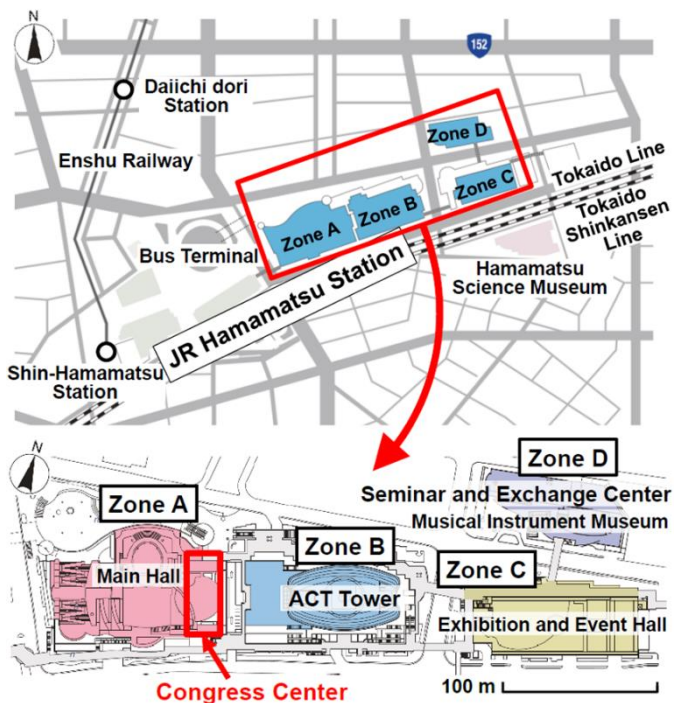 N
152
Daiichi dori
Station
Enshu Railway
Zone D
Zone C
Zone B
Zone A
Tokaido Line
Tokaido
Shinkansen
Line
Bus Terminal
JR Hamamatsu Station
Hamamatsu
Science Museum
Shin-Hamamatsu
Station
N
Zone D
Seminar and Exchange Center
Musical Instrument Museum
Zone A
Main Hall
Zone B
ACT Tower
Zone C
Exhibition and Event Hall
Congress Center
100 m